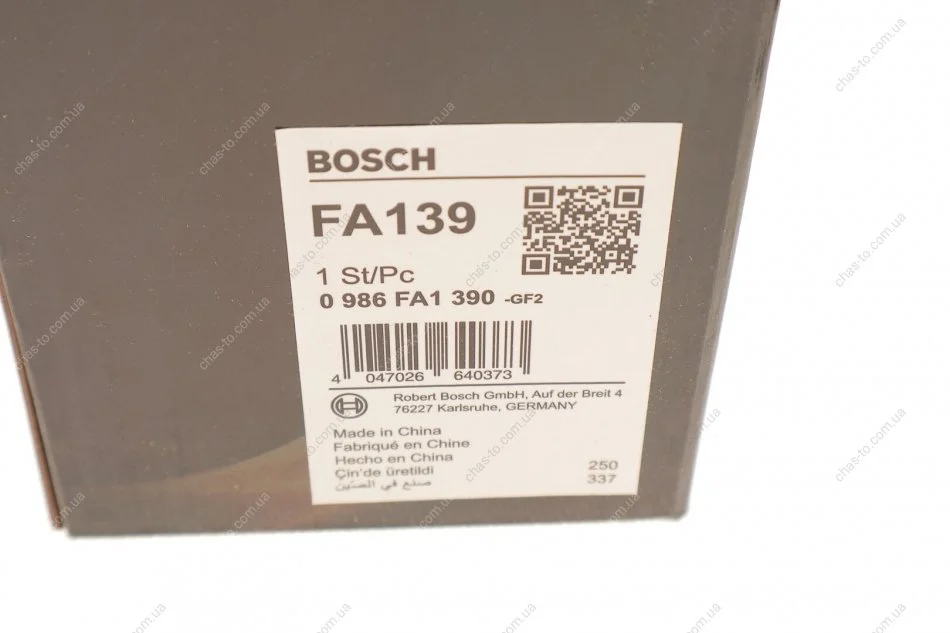 BOSCH
FA139
1 St/Pc
0 986 FA1 390 -GF2
4 047026 640373
Robert Bosch GmbH, Auf der Breit 4
76227 Karlsruhe, GERMANY
Made in China
Fabriqué en Chine
Hecho en China
Çin'de üretildi
صنع في الصين
250
337
chas-to.com.ua